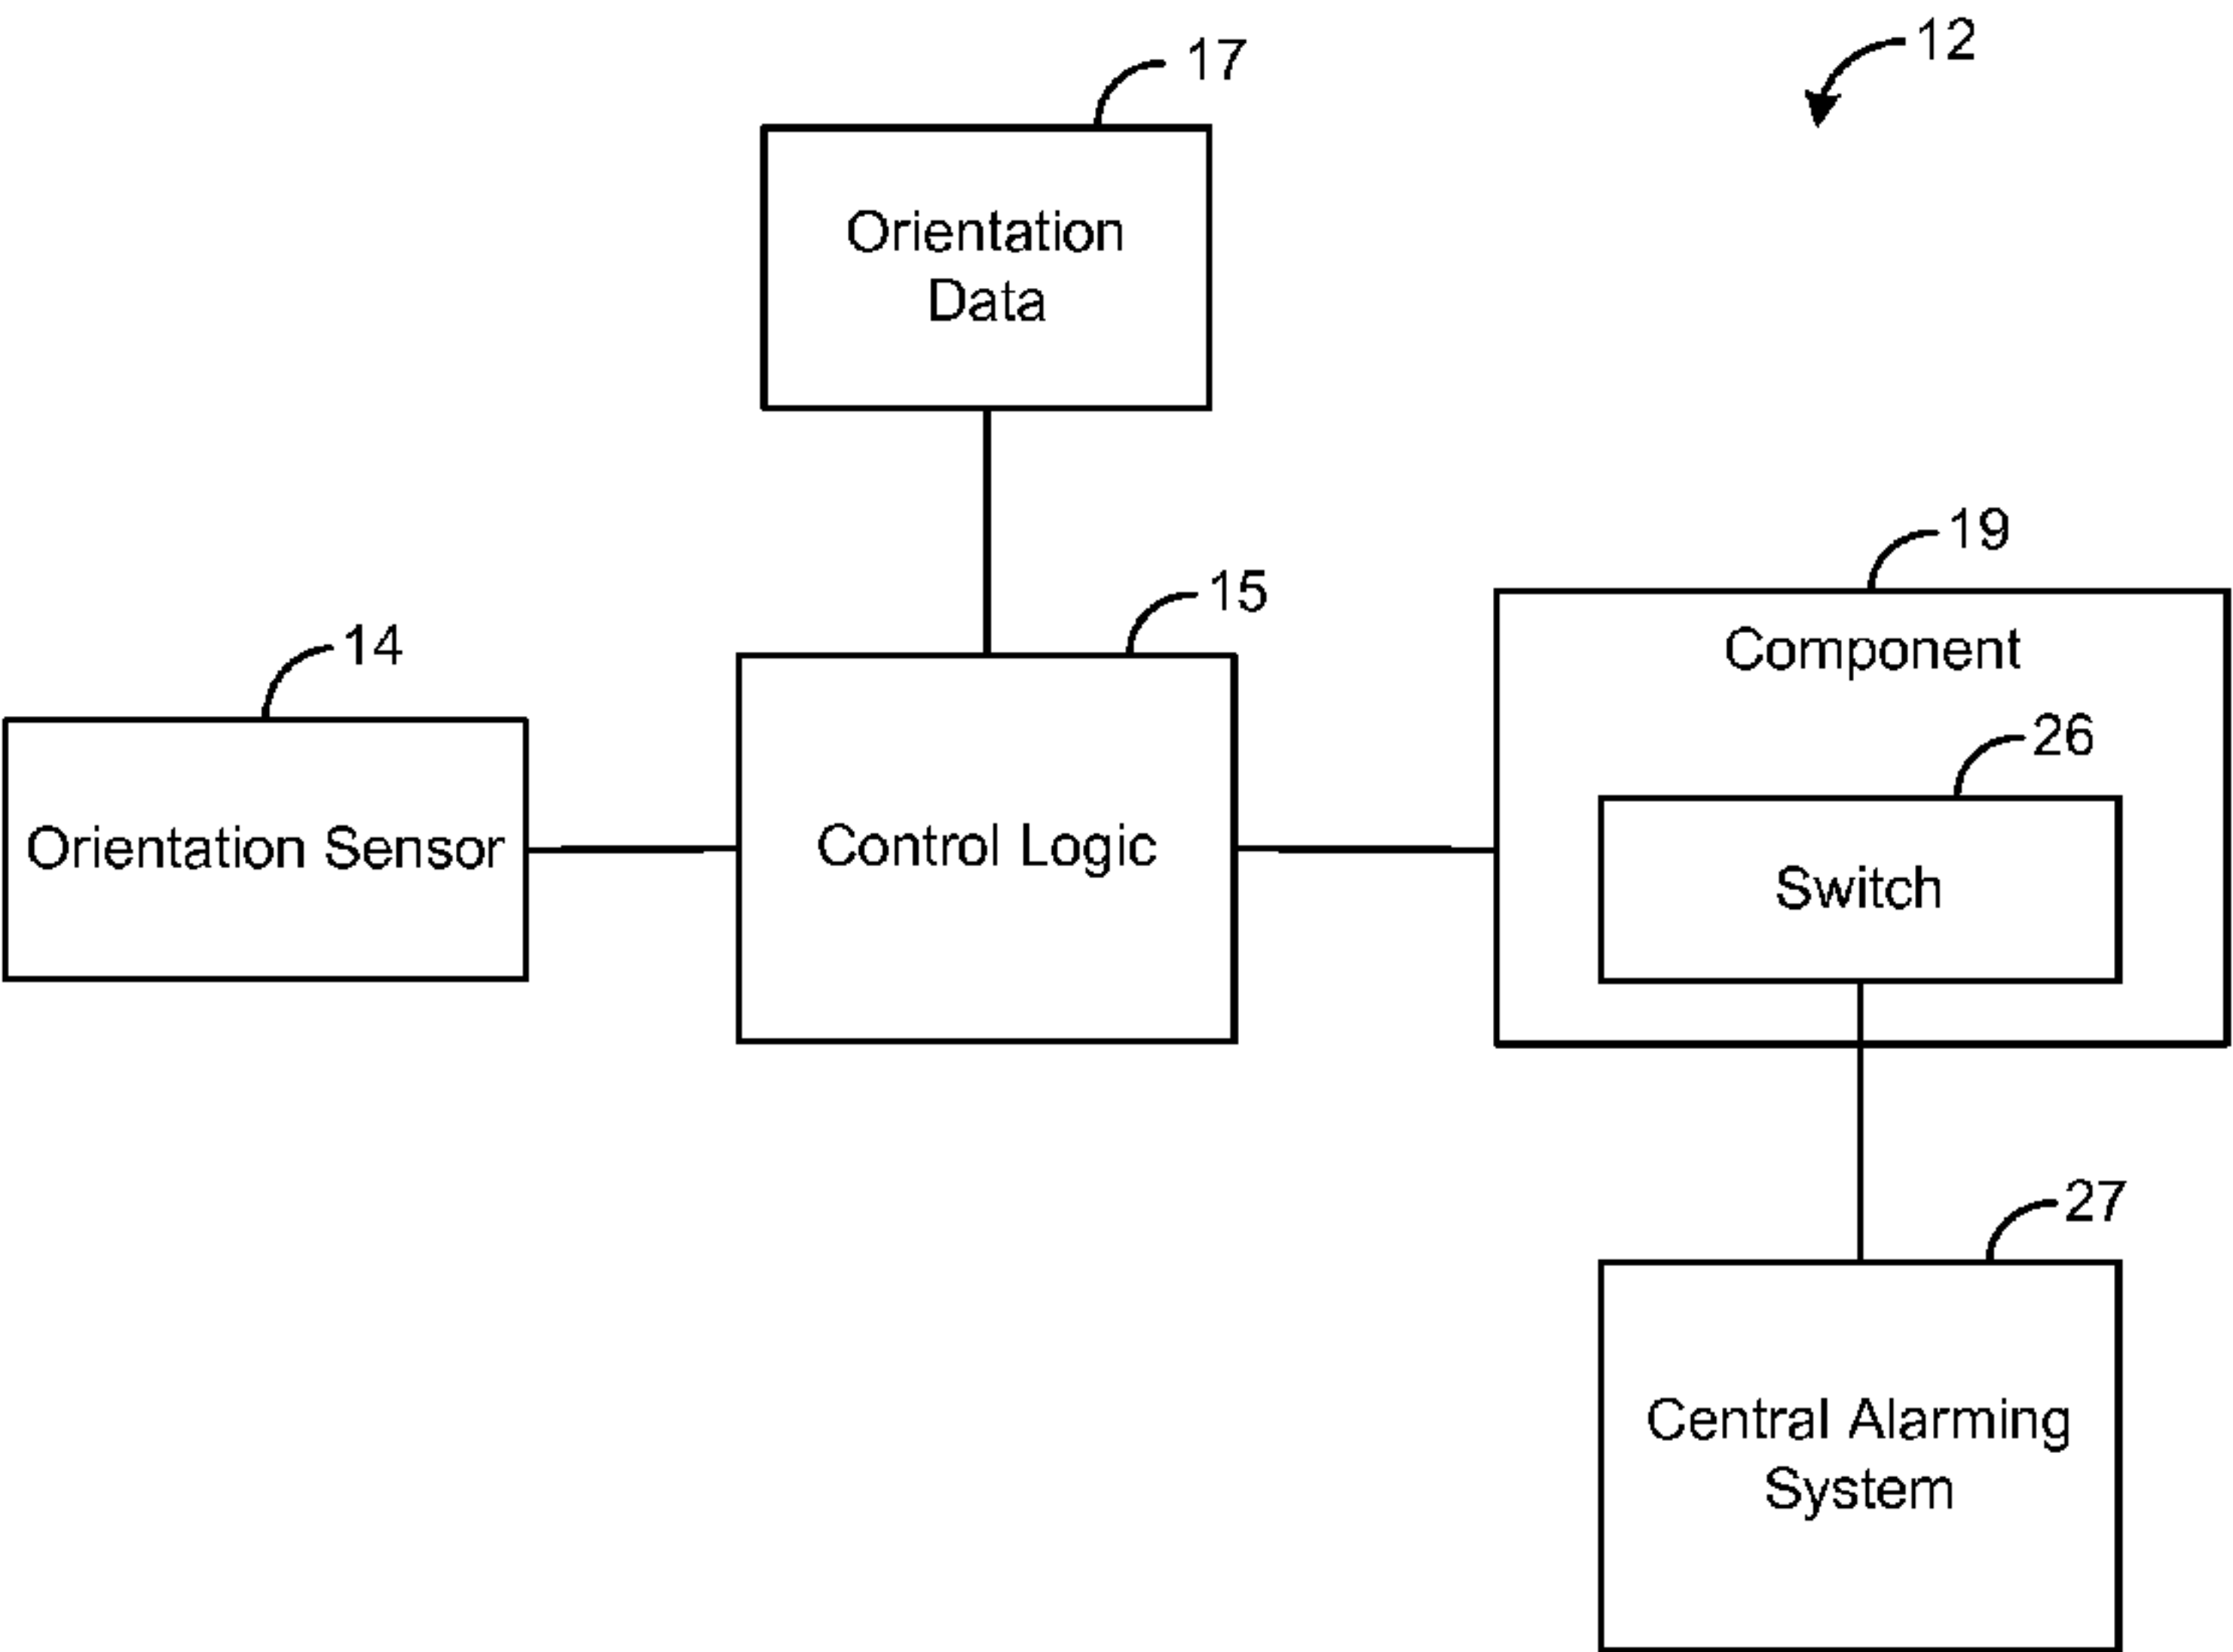 12
17
Orientation
Data
19
15
Component
14
26
Orientation Sensor
Control Logic
Switch
27
Central Alarming
System